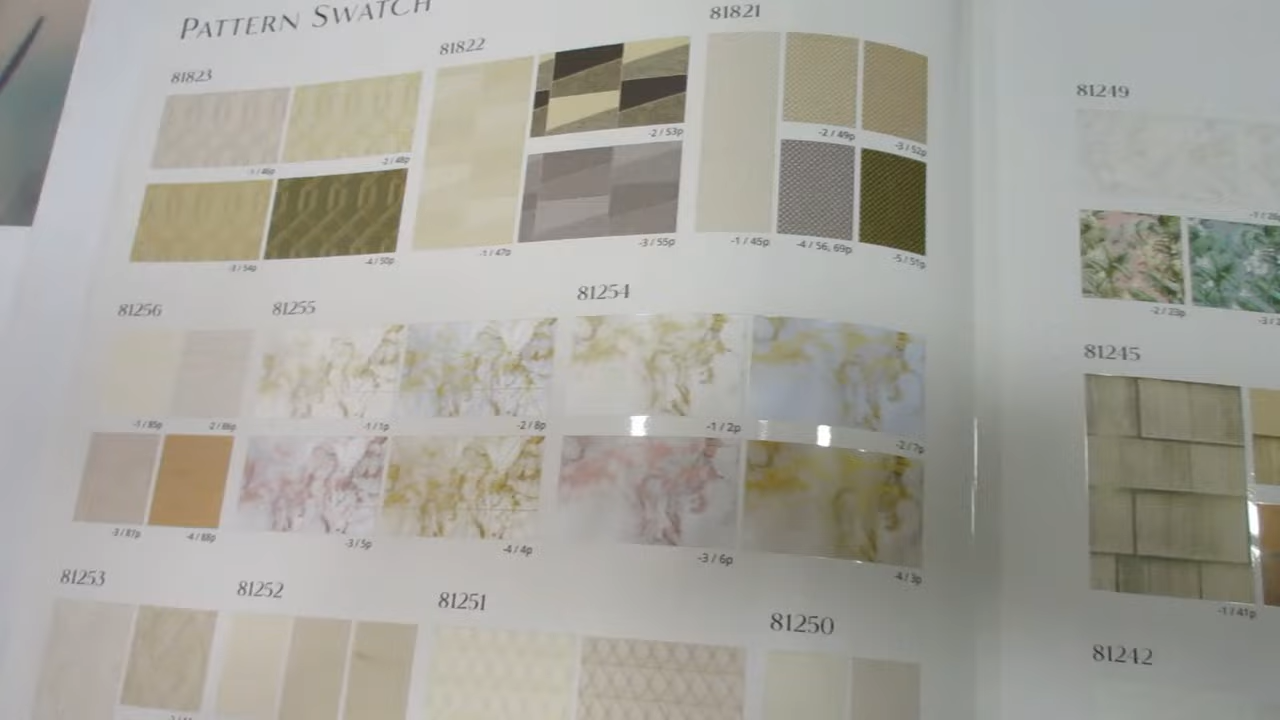 PATTERN SWATCH
81823
-1 / 46p
-2 / 48p
-3 / 54p
-4 / 50p
81822
-1 / 47p
-2 / 53p
-3 / 55p
81821
-1 / 45p
-2 / 49p
-3 / 52p
-4 / 56, 69p
-5 / 51p
81256
-1 / 85p
-2 / 86p
-3 / 87p
-4 / 88p
81255
-1 / 1p
-2 / 8p
-3 / 5p
-4 / 4p
81254
-1 / 2p
-2 / 7p
-3 / 6p
-4 / 3p
81253
81252
81251
81250
81249
-2 / 23p
81245
-1 / 41p
81242